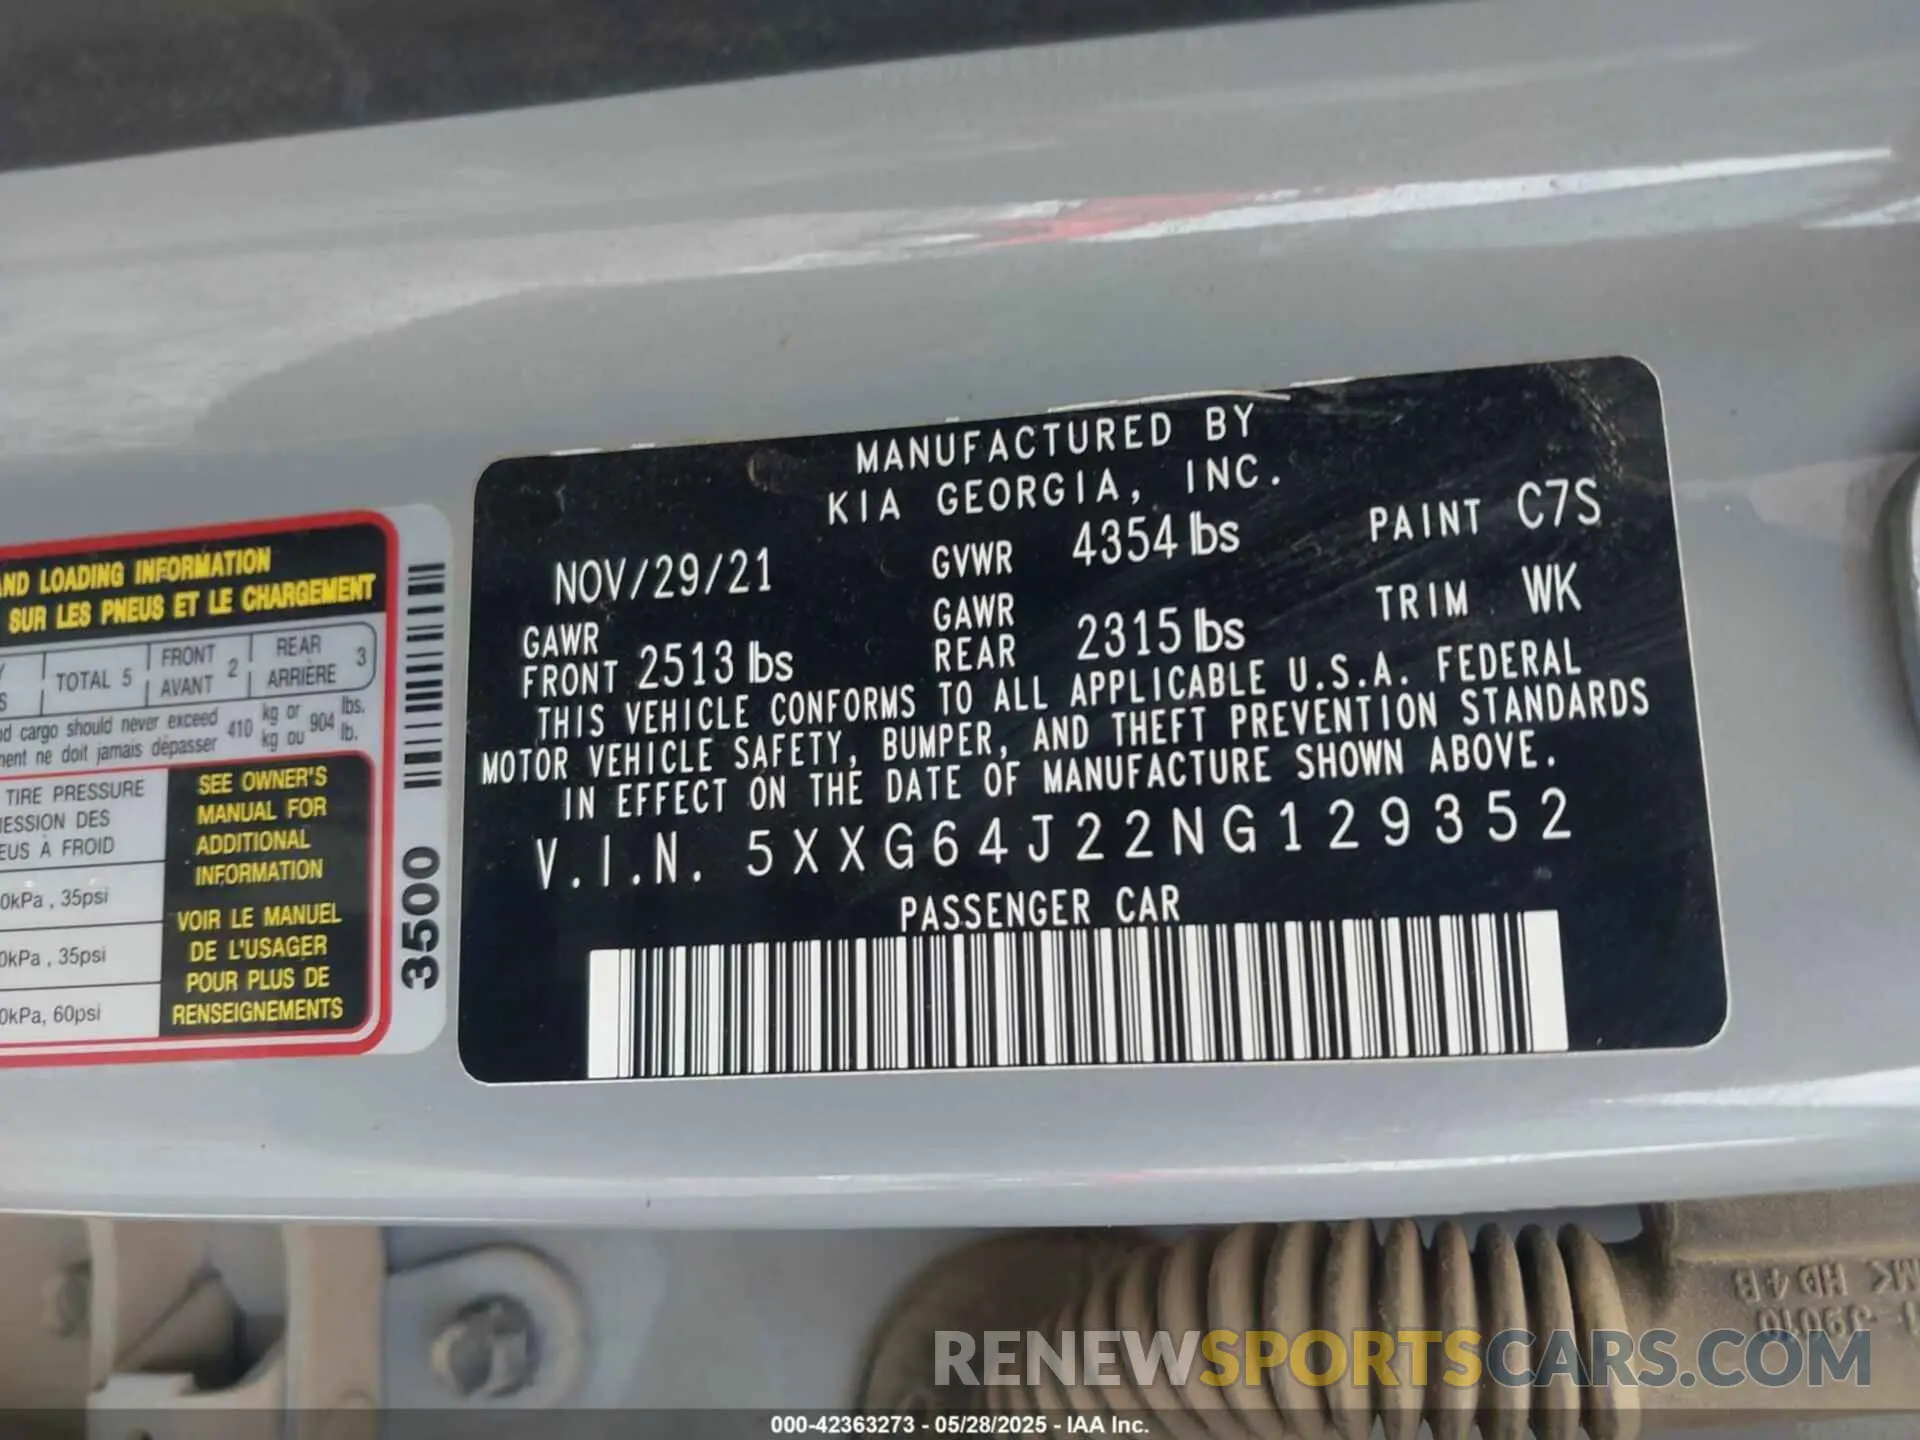 MANUFACTURED BY
KIA GEORGIA, INC.
NOV/29/21
GVWR 4354 lbs
PAINT C7S
GAWR
FRONT 2513 lbs
GAWR
REAR 2315 lbs
TRIM WK
THIS VEHICLE CONFORMS TO ALL APPLICABLE U.S.A. FEDERAL
MOTOR VEHICLE SAFETY, BUMPER, AND THEFT PREVENTION STANDARDS
IN EFFECT ON THE DATE OF MANUFACTURE SHOWN ABOVE.
V.I.N. 5XXG64J22NG129352
PASSENGER CAR
AND LOADING INFORMATION
SUR LES PNEUS ET LE CHARGEMENT
TOTAL 5
FRONT
AVANT 2
REAR
ARRIÈRE 3
cargo should never exceed 410 kg or 904 lbs.
ne doit jamais dépasser kg ou lb.
TIRE PRESSURE
DES
À FROID
0kPa , 35psi
0kPa , 35psi
0kPa, 60psi
SEE OWNER'S
MANUAL FOR
ADDITIONAL
INFORMATION
VOIR LE MANUEL
DE L'USAGER
POUR PLUS DE
RENSEIGNEMENTS
3500
HD4B
J9010
RENEWSPORTSCARS.COM
000-42363273 - 05/28/2025 - IAA Inc.